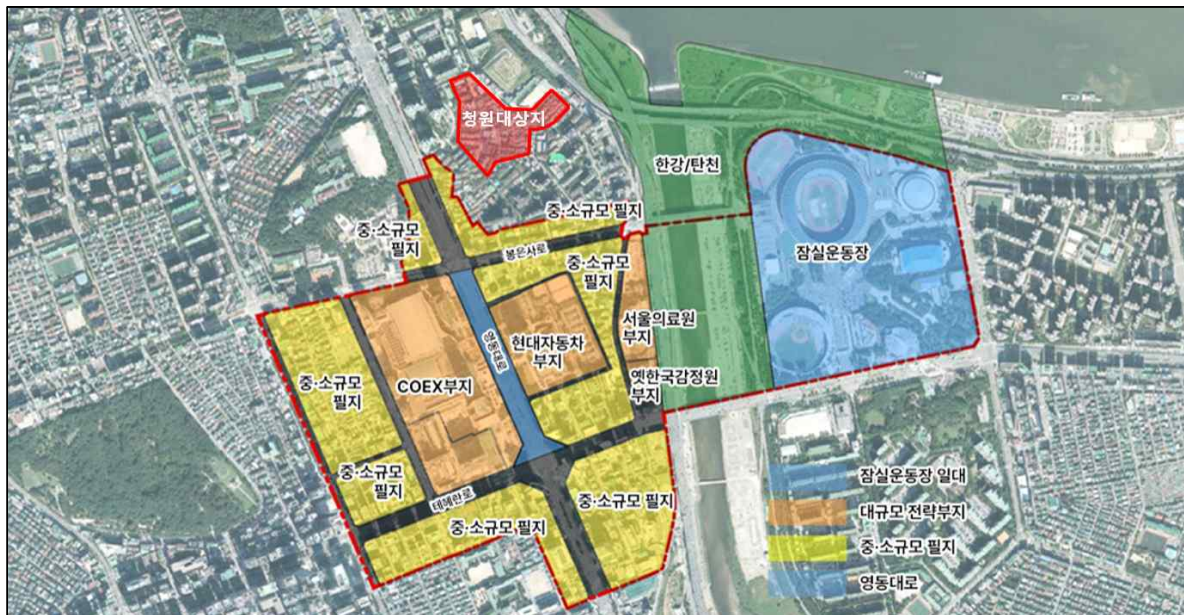 청원대상지
한강/탄천
중·소규모 필지
중·소규모
필지
봉은사로
중·소규모
필지
잠실운동장
서울의료원
부지
영동대로
현대자동차
부지
옛한국감정원
부지
중·소규모
필지
COEX부지
중·소규모
필지
테헤란로
중·소규모 필지
중·소규모 필지
잠실운동장 일대
대규모 전략부지
중·소규모 필지
영동대로